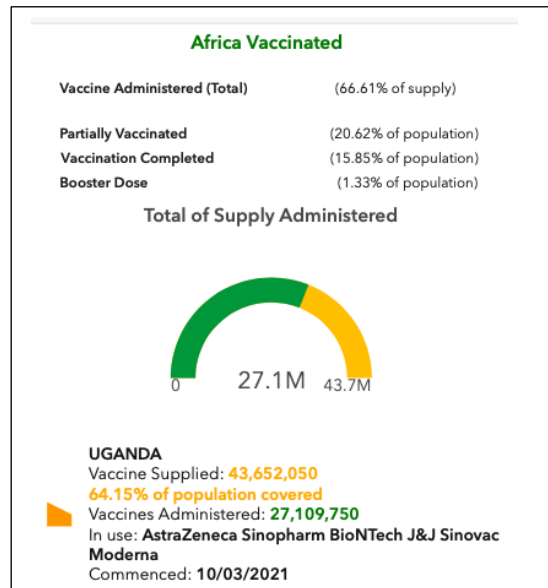 Africa Vaccinated
Vaccine Administered (Total) (66.61% of supply)
Partially Vaccinated (20.62% of population)
Vaccination Completed (15.85% of population)
Booster Dose (1.33% of population)
Total of Supply Administered
0 27.1M 43.7M
UGANDA
Vaccine Supplied: 43,652,050
64.15% of population covered
Vaccines Administered: 27,109,750
In use: AstraZeneca Sinopharm BioNTech J&J Sinovac
Moderna
Commenced: 10/03/2021